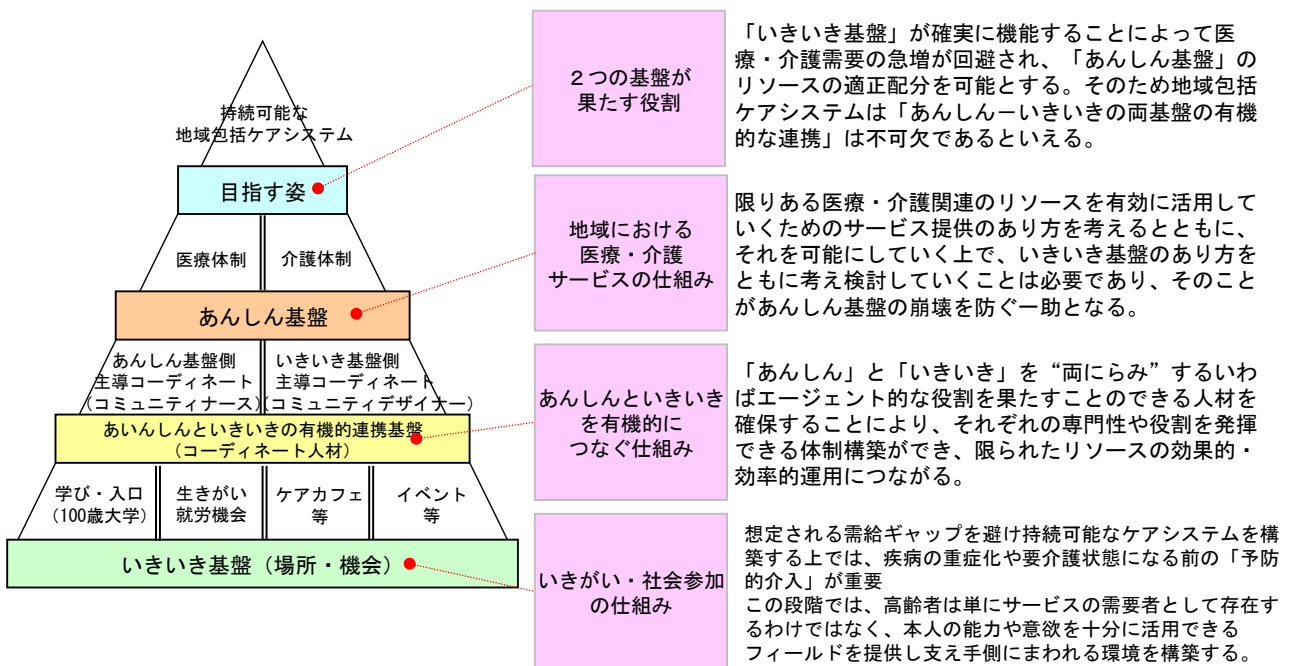 持続可能な
地域包括ケアシステム
目指す姿
医療体制
介護体制
あんしん基盤
あんしん基盤側
主導コーディネート
(コミュニティナース)
いきいき基盤側
主導コーディネート
(コミュニティデザイナー)
あいんしんといきいきの有機的連携基盤
(コーディネート人材)
学び・入口
(100歳大学)
生きがい
就労機会
ケアカフェ
等
イベント
等
いきいき基盤(場所・機会)
2つの基盤が
果たす役割
「いきいき基盤」が確実に機能することによって医
療・介護需要の急増が回避され、「あんしん基盤」の
リソースの適正配分を可能とする。そのため地域包括
ケアシステムは「あんしんーいきいきの両基盤の有機
的な連携」は不可欠であるといえる。
地域における
医療・介護
サービスの仕組み
限りある医療・介護関連のリソースを有効に活用して
いくためのサービス提供のあり方を考えるとともに、
それを可能にしていく上で、いきいき基盤のあり方を
ともに考え検討していくことは必要であり、そのこと
があんしん基盤の崩壊を防ぐ一助となる。
あんしんといきいき
を有機的に
つなぐ仕組み
「あんしん」と「いきいき」を“両にらみ”するいわ
ばエージェント的な役割を果たすことのできる人材を
確保することにより、それぞれの専門性や役割を発揮
できる体制構築ができ、限られたリソースの効果的・
効率的運用につながる。
いきがい・社会参加
の仕組み
想定される需給ギャップを避け持続可能なケアシステムを構
築する上では、疾病の重症化や要介護状態になる前の「予防
的介入」が重要
この段階では、高齢者は単にサービスの需要者として存在す
るわけではなく、本人の能力や意欲を十分に活用できる
フィールドを提供し支え手側にまわれる環境を構築する。